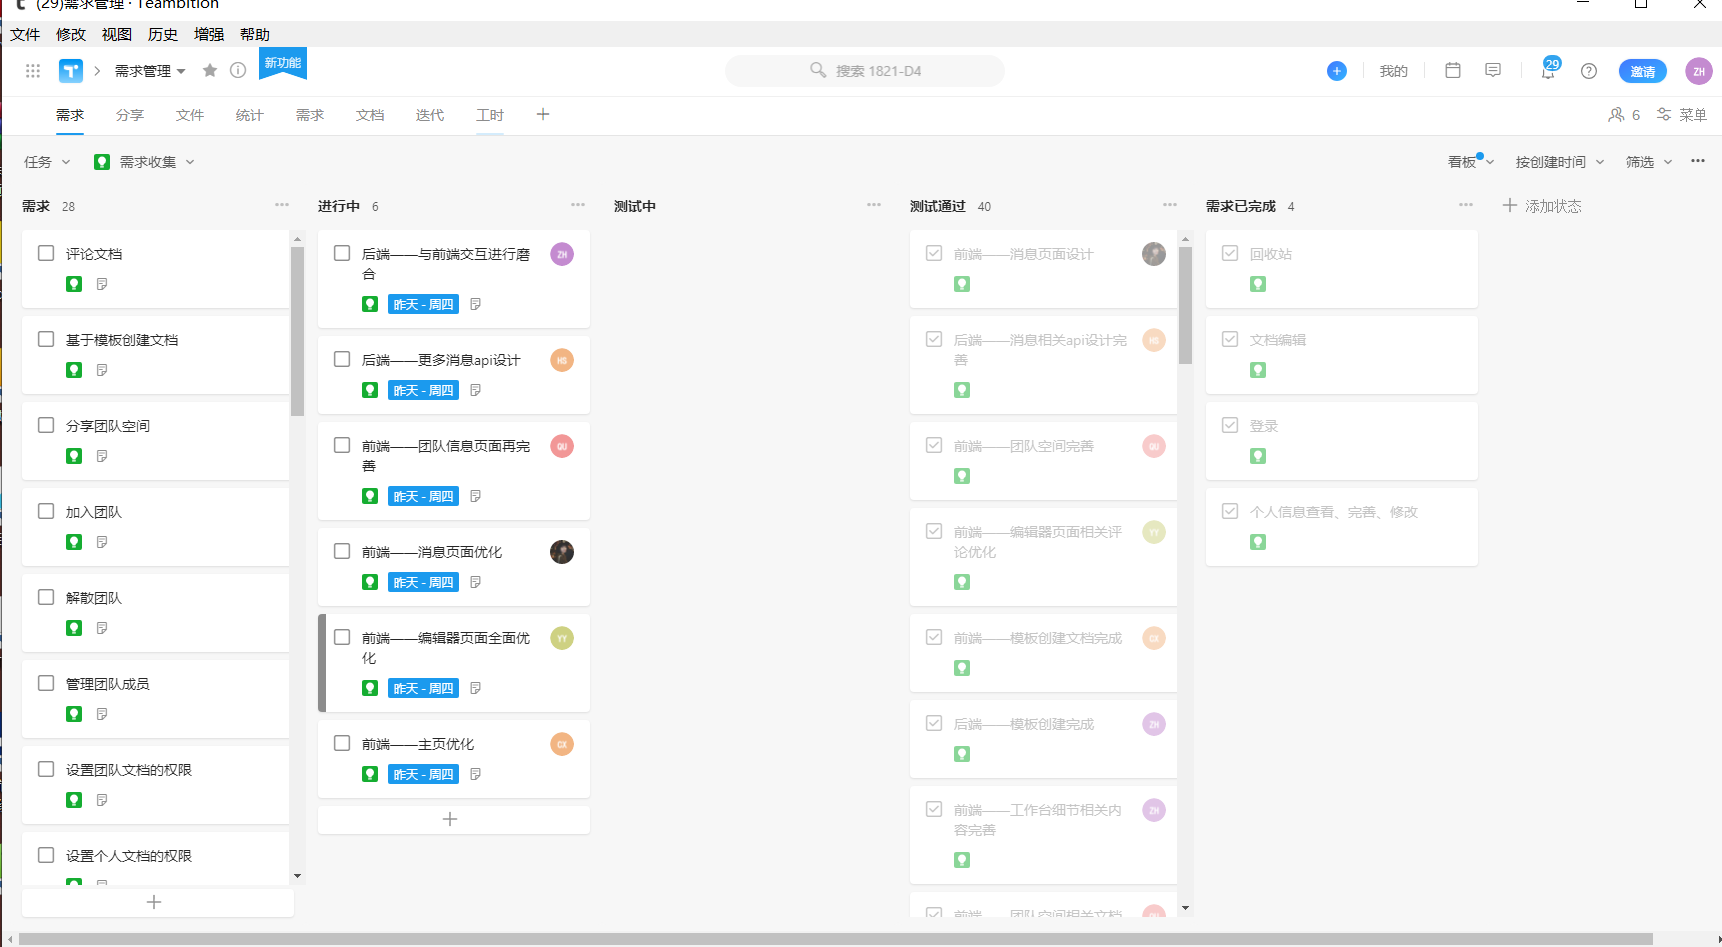 (29)需求管理 · Teambition
文件 修改 视图 历史 增强 帮助
需求管理
新功能
搜索 1821-D4
我的
29
邀请
ZH
需求 分享 文件 统计 需求 文档 迭代 工时
6 菜单
任务 需求收集
看板 按创建时间 筛选
需求 28
评论文档
基于模板创建文档
分享团队空间
加入团队
解散团队
管理团队成员
设置团队文档的权限
设置个人文档的权限
进行中 6
后端——与前端交互进行磨
合
ZH
昨天 - 周四
后端——更多消息api设计
HS
昨天 - 周四
前端——团队信息页面再完
善
QU
昨天 - 周四
前端——消息页面优化
昨天 - 周四
前端——编辑器页面全面优
化
YY
昨天 - 周四
前端——主页优化
CX
昨天 - 周四
测试中
测试通过 40
前端——消息页面设计
后端——消息相关api设计完
善
HS
前端——团队空间完善
QU
前端——编辑器页面相关评
论优化
YY
前端——模板创建文档完成
CX
后端——模板创建完成
ZH
前端——工作台细节相关内
容完善
ZH
前端——团队空间相关文档
QU
需求已完成 4
回收站
文档编辑
登录
个人信息查看、完善、修改
添加状态